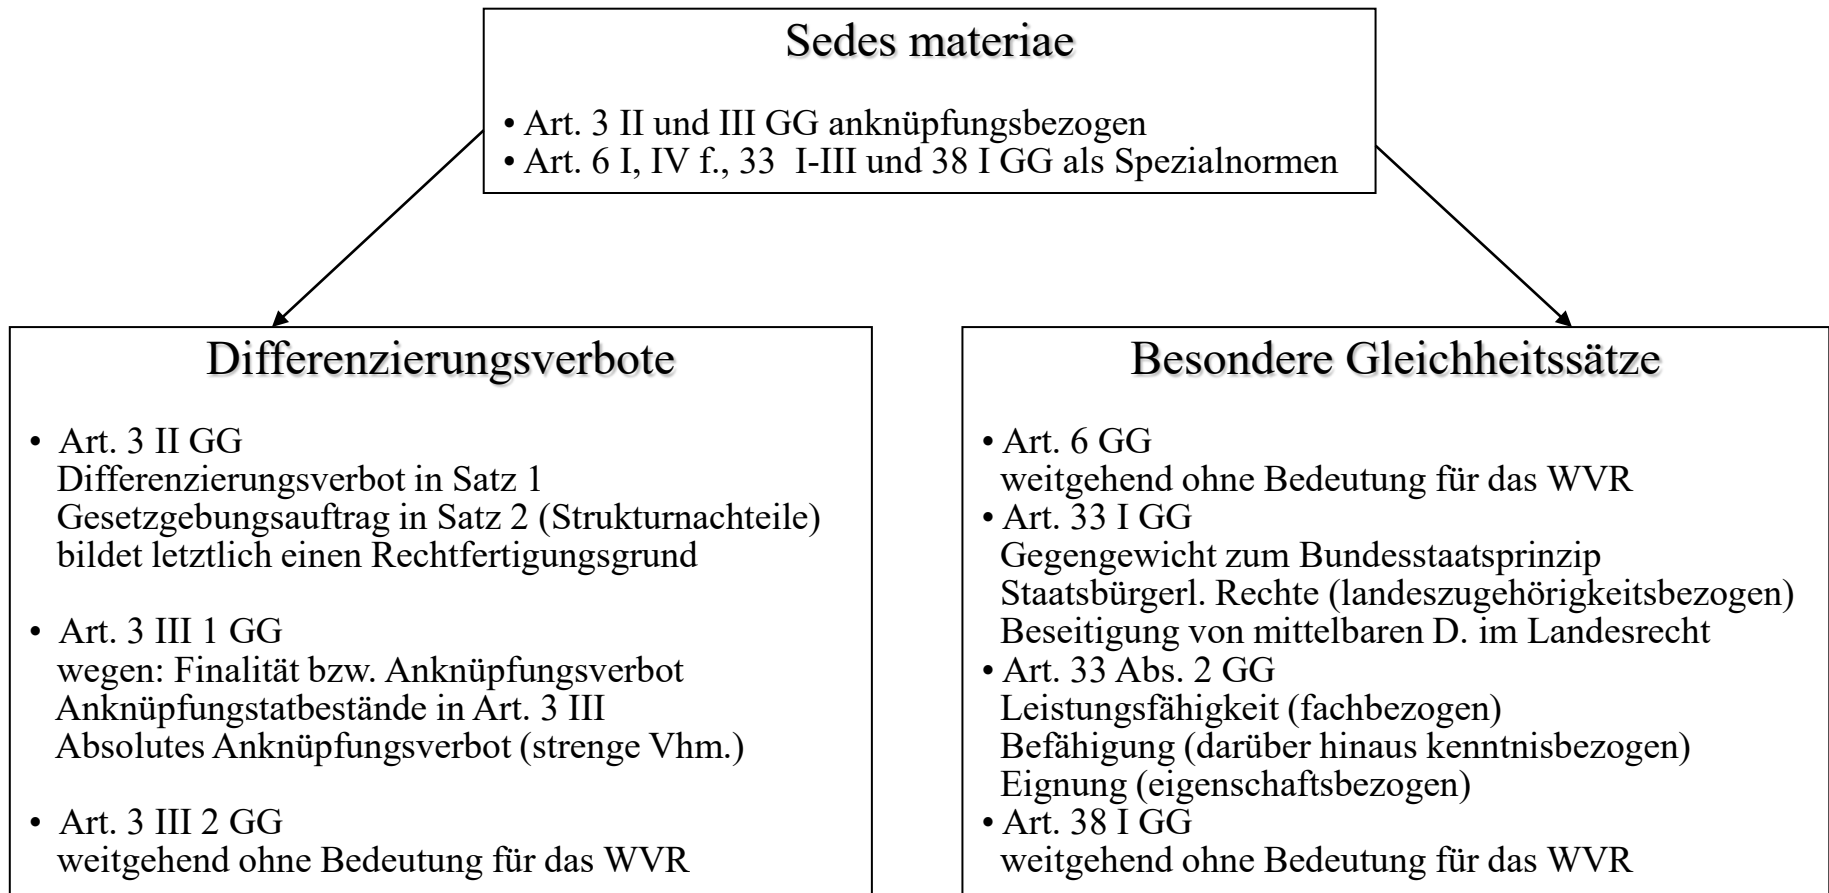 Sedes materiae
• Art. 3 II und III GG anknüpfungsbezogen
• Art. 6 I, IV f., 33 I-III und 38 I GG als Spezialnormen
Differenzierungsverbote
• Art. 3 II GG
Differenzierungsverbot in Satz 1
Gesetzgebungsauftrag in Satz 2 (Strukturnachteile)
bildet letztlich einen Rechtfertigungsgrund
• Art. 3 III 1 GG
wegen: Finalität bzw. Anknüpfungsverbot
Anknüpfungstatbestände in Art. 3 III
Absolutes Anknüpfungsverbot (strenge Vhm.)
• Art. 3 III 2 GG
weitgehend ohne Bedeutung für das WVR
Besondere Gleichheitssätze
• Art. 6 GG
weitgehend ohne Bedeutung für das WVR
• Art. 33 I GG
Gegengewicht zum Bundesstaatsprinzip
Staatsbürgerl. Rechte (landeszugehörigkeitsbezogen)
Beseitigung von mittelbaren D. im Landesrecht
• Art. 33 Abs. 2 GG
Leistungsfähigkeit (fachbezogen)
Befähigung (darüber hinaus kenntnisbezogen)
Eignung (eigenschaftsbezogen)
• Art. 38 I GG
weitgehend ohne Bedeutung für das WVR